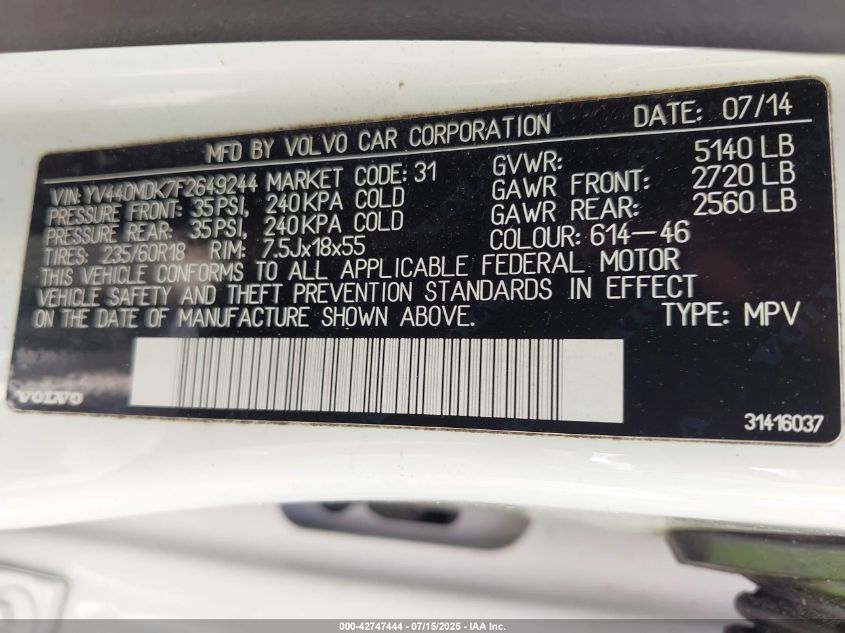 MFD BY VOLVO CAR CORPORATION DATE: 07/14
VIN: YV440MDK7F2649244 MARKET CODE: 31 GVWR: 5140 LB
PRESSURE FRONT: 35PSI, 240KPA COLD GAWR FRONT: 2720 LB
PRESSURE REAR: 35PSI, 240KPA COLD GAWR REAR: 2560 LB
TIRES: 235/60R18 RIM: 7.5Jx18x55 COLOUR: 614-46
THIS VEHICLE CONFORMS TO ALL APPLICABLE FEDERAL MOTOR
VEHICLE SAFETY AND THEFT PREVENTION STANDARDS IN EFFECT
ON THE DATE OF MANUFACTURE SHOWN ABOVE. TYPE: MPV
VOLVO
31416037
000-42747444 - 07/15/2025 - IAA Inc.